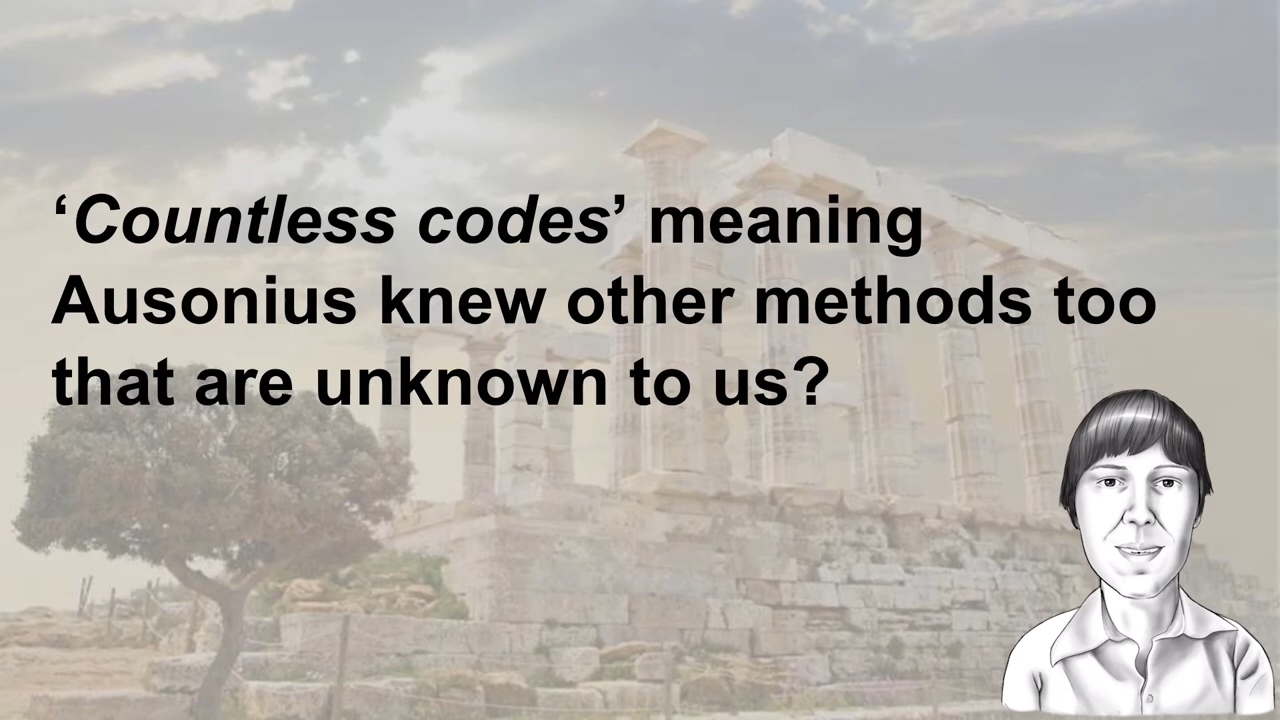 ‘Countless codes’ meaning
Ausonius knew other methods too
that are unknown to us?